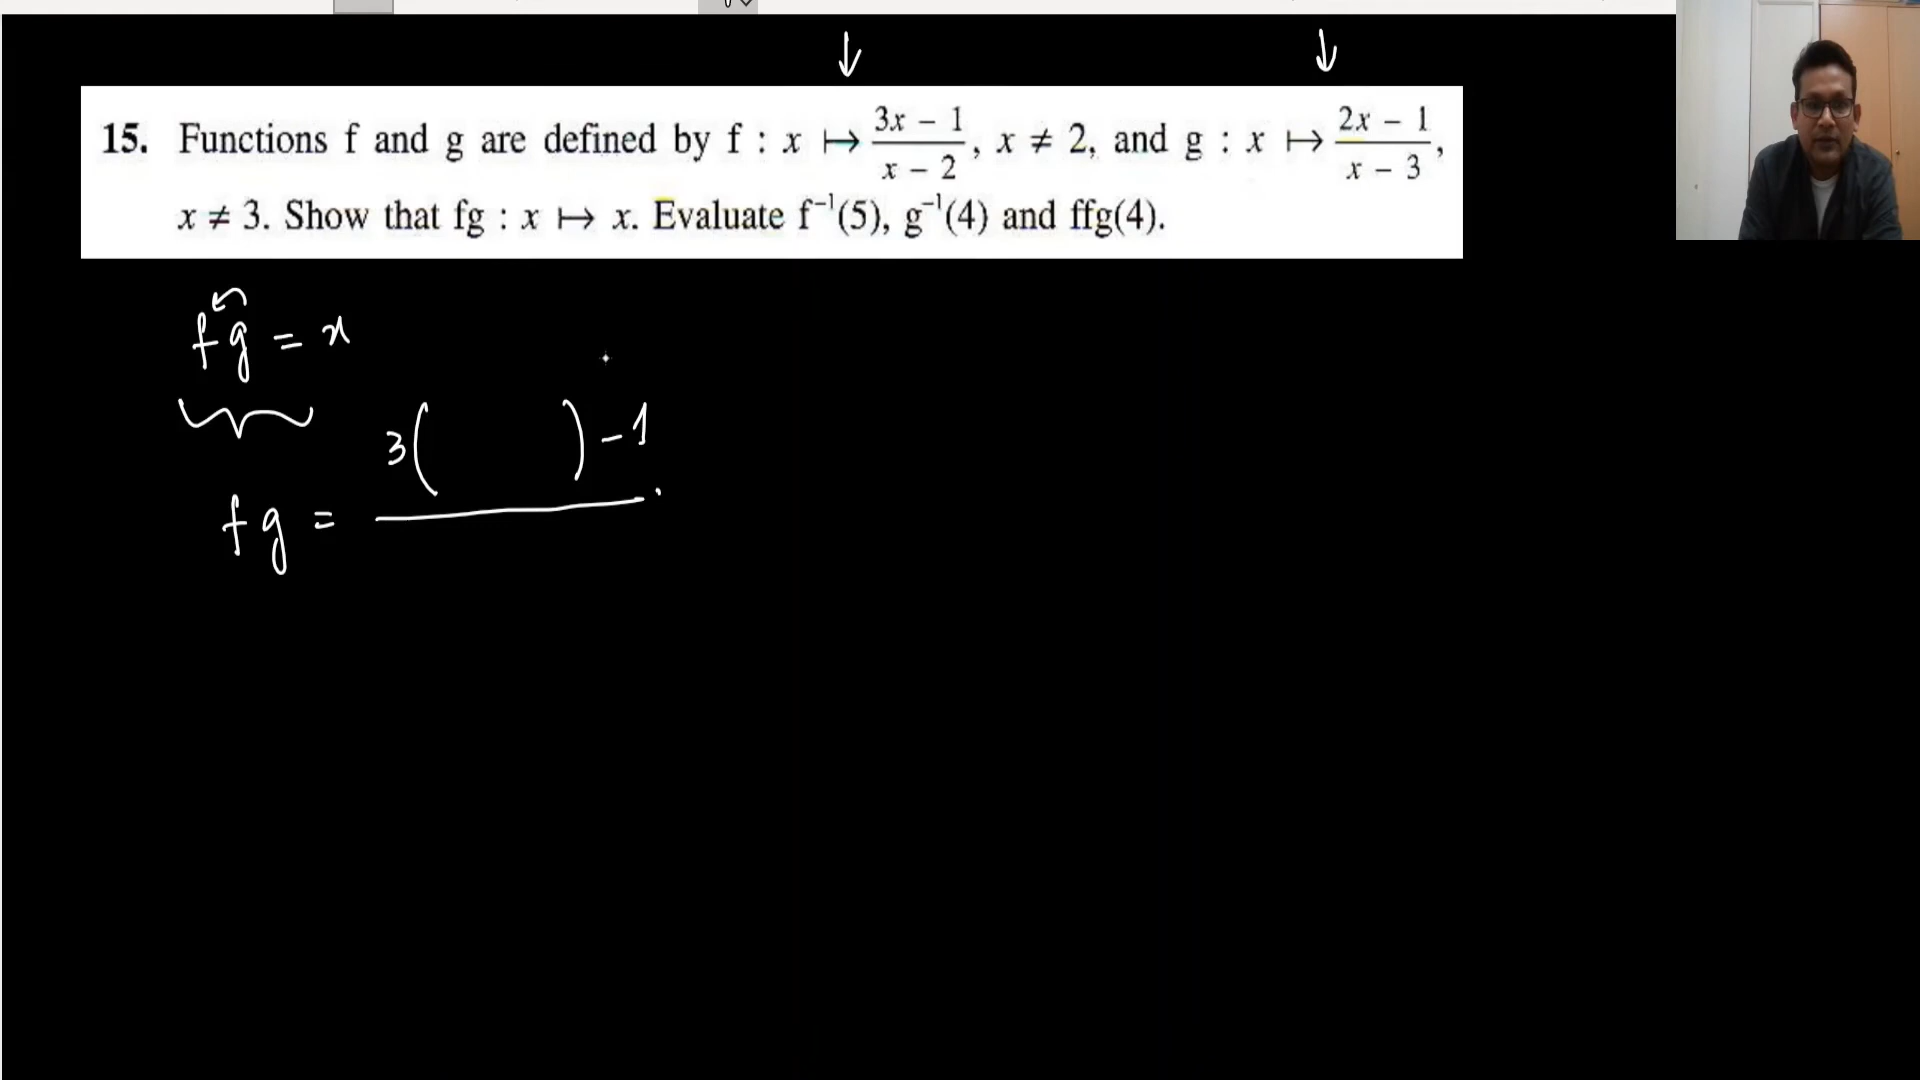 15. Functions f and g are defined by f : x ↦ (3x − 1)/(x − 2), x ≠ 2, and g : x ↦ (2x − 1)/(x − 3),
x ≠ 3. Show that fg : x ↦ x. Evaluate f⁻¹(5), g⁻¹(4) and ffg(4).
fg = x
3( ) - 1
fg =